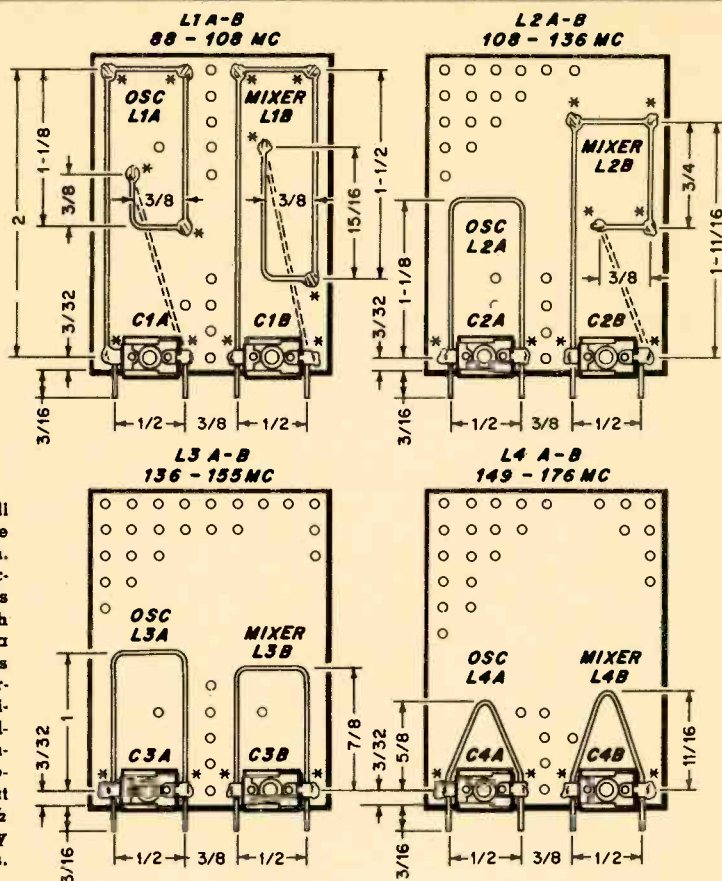 L1 A-B
88 - 108 MC
OSC
L1A
MIXER
L1B
2
1-1/8
3/8
3/8
3/32
3/16
3/8
15/16
1-1/2
C1A
C1B
1/2
3/8
1/2
L2 A-B
108 - 136 MC
MIXER
L2B
OSC
L2A
1-1/8
3/32
3/16
3/4
1-11/16
3/8
C2A
C2B
1/2
3/8
1/2
L3 A-B
136 - 155 MC
OSC
L3A
MIXER
L3B
1
3/32
3/16
7/8
C3A
C3B
1/2
3/8
1/2
L4 A-B
149 - 176 MC
OSC
L4A
MIXER
L4B
5/8
3/32
3/16
11/16
C4A
C4B
1/2
3/8
1/2